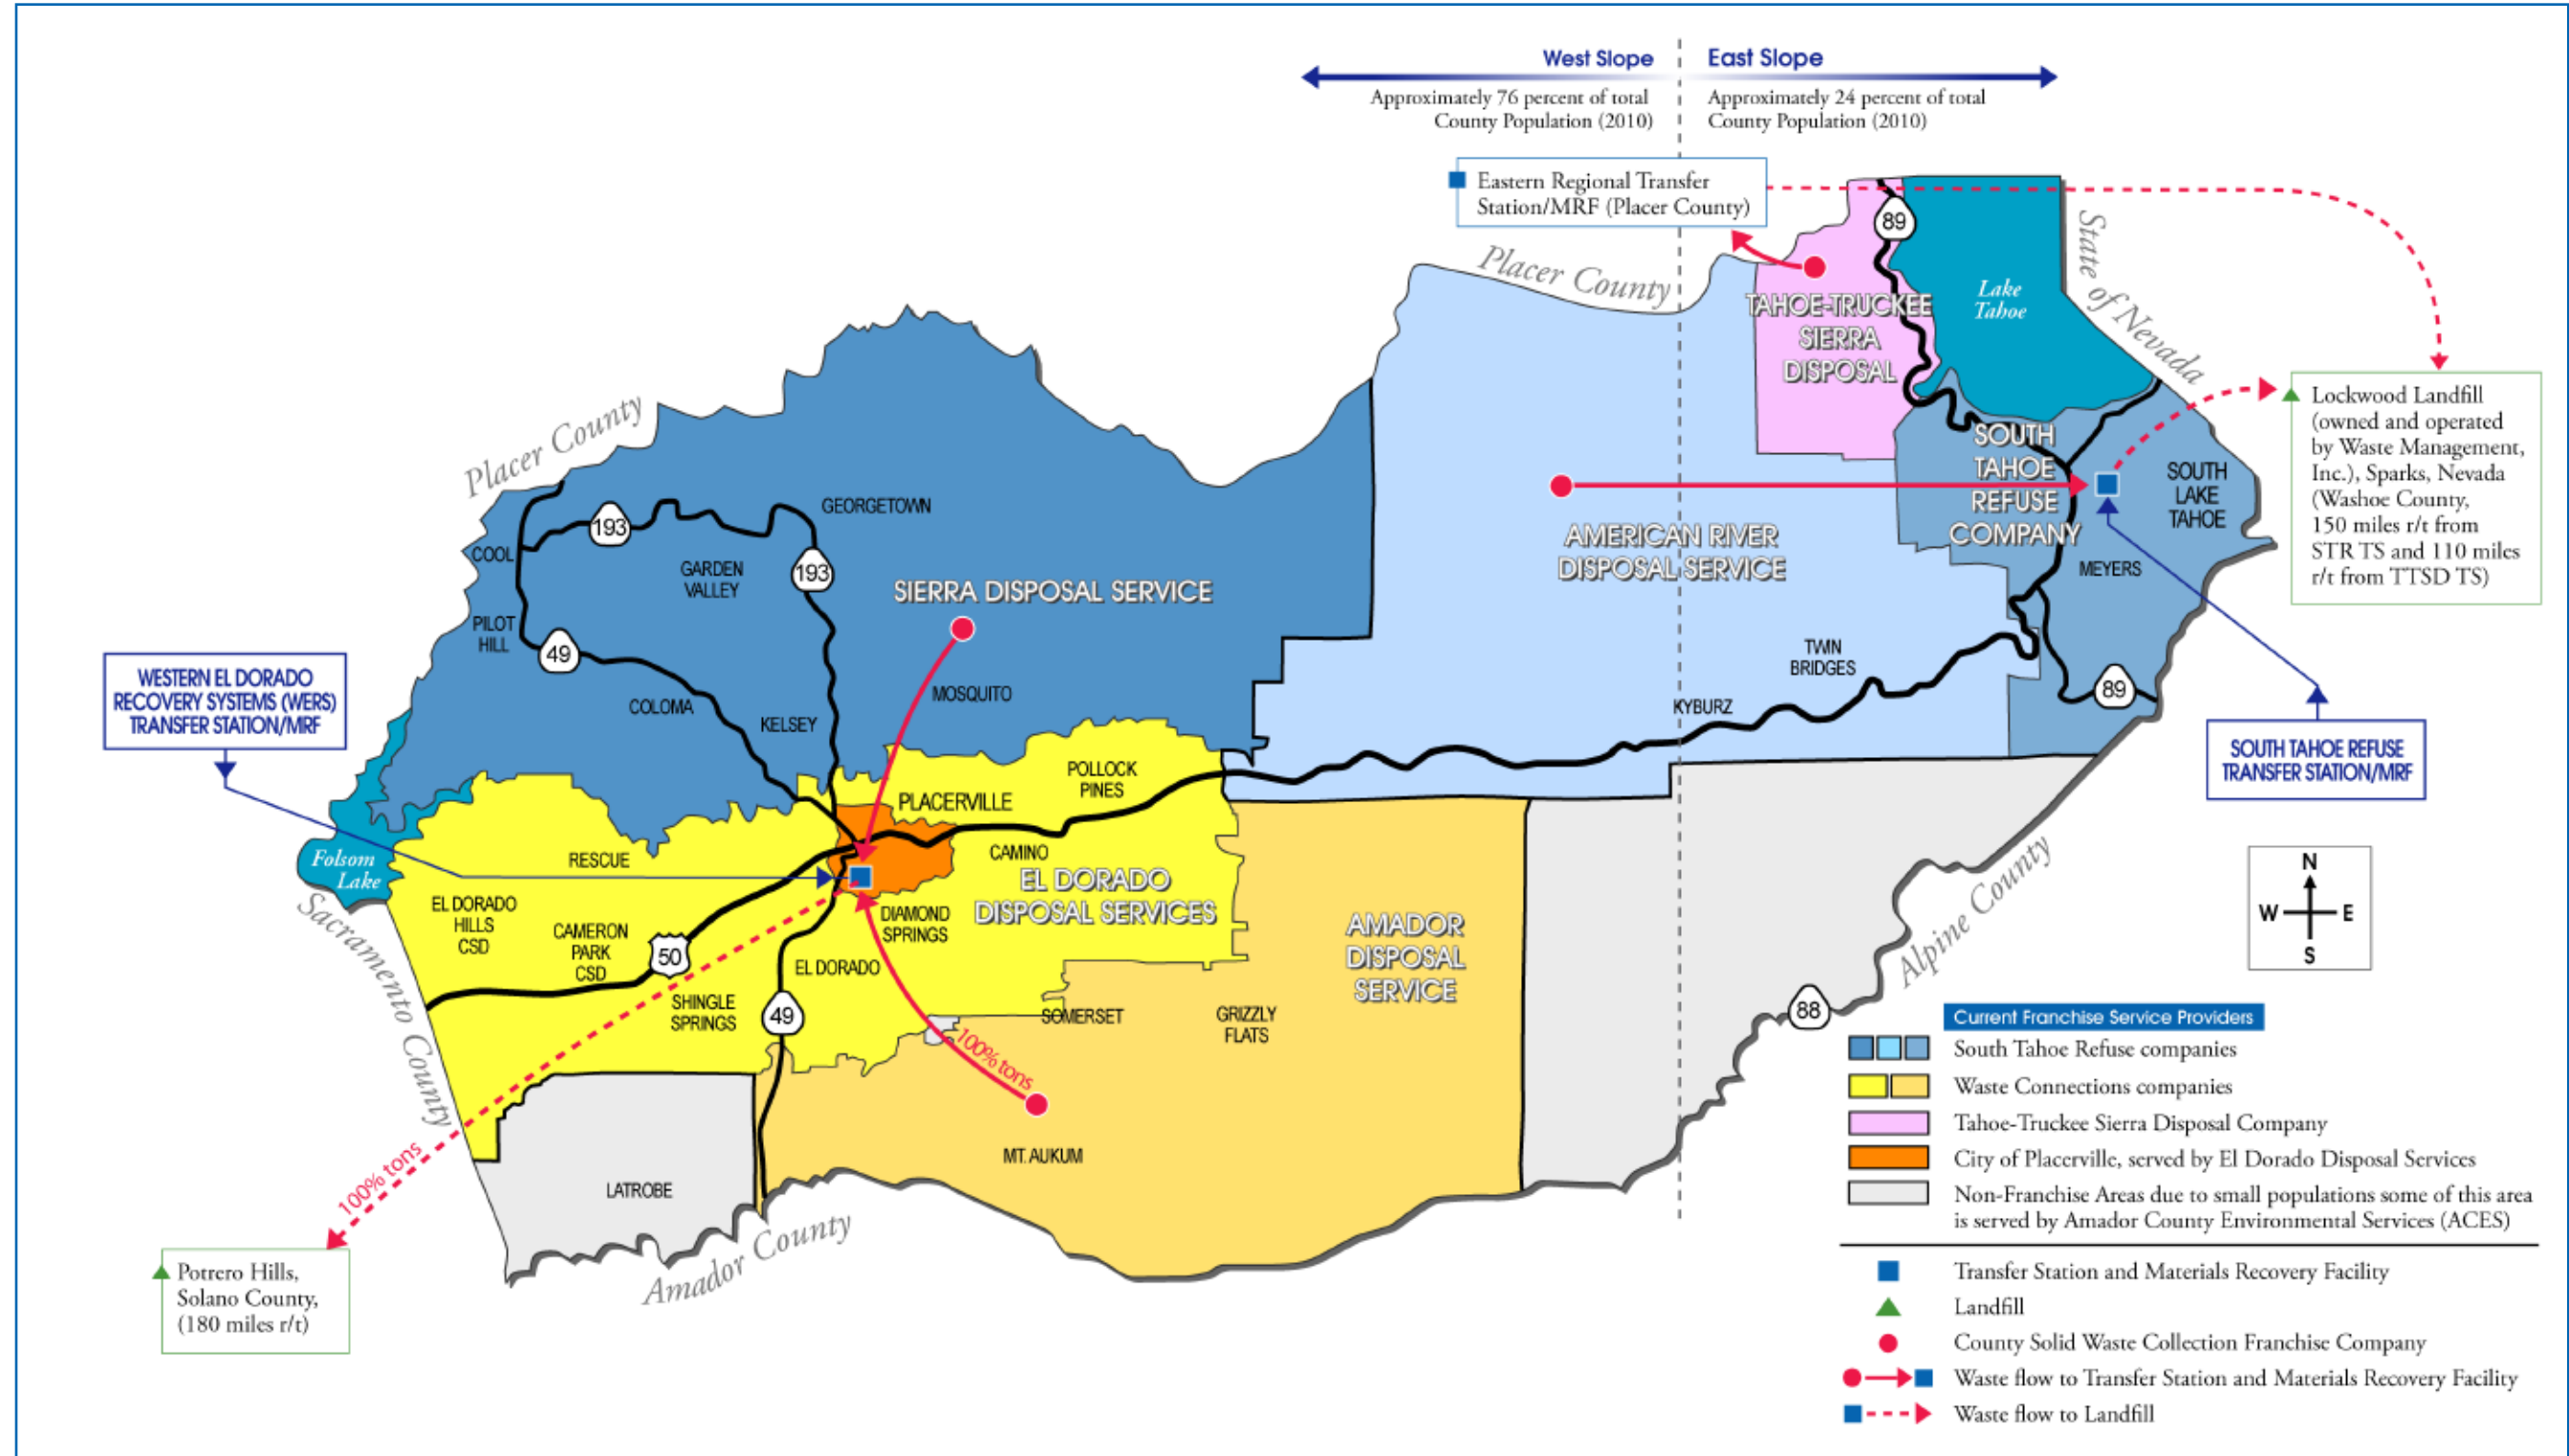 West Slope
East Slope
Approximately 76 percent of total
County Population (2010)
Approximately 24 percent of total
County Population (2010)
Eastern Regional Transfer
Station/MRF (Placer County)
Placer County
89
TAHOE-TRUCKEE
SIERRA
DISPOSAL
Lake
Tahoe
State of Nevada
Lockwood Landfill
(owned and operated
by Waste Management,
Inc.), Sparks, Nevada
(Washoe County,
150 miles r/t from
STR TS and 110 miles
r/t from TTSD TS)
Placer County
193
GEORGETOWN
COOL
GARDEN
VALLEY
193
SIERRA DISPOSAL SERVICE
PILOT
HILL
49
MOSQUITO
COLOMA
KELSEY
AMERICAN RIVER
DISPOSAL SERVICE
SOUTH
TAHOE
REFUSE
COMPANY
SOUTH
LAKE
TAHOE
MEYERS
TWIN
BRIDGES
KYBURZ
89
WESTERN EL DORADO
RECOVERY SYSTEMS (WERS)
TRANSFER STATION/MRF
SOUTH TAHOE REFUSE
TRANSFER STATION/MRF
POLLOCK
PINES
PLACERVILLE
CAMINO
EL DORADO
DISPOSAL SERVICES
Folsom
Lake
RESCUE
EL DORADO
HILLS
CSD
CAMERON
PARK
CSD
50
DIAMOND
SPRINGS
EL DORADO
SHINGLE
SPRINGS
49
SOMERSET
GRIZZLY
FLATS
AMADOR
DISPOSAL
SERVICE
100% tons
MT. AUKUM
LATROBE
Sacramento County
100% tons
Amador County
Alpine County
88
Potrero Hills,
Solano County,
(180 miles r/t)
N
W E
S
Current Franchise Service Providers
South Tahoe Refuse companies
Waste Connections companies
Tahoe-Truckee Sierra Disposal Company
City of Placerville, served by El Dorado Disposal Services
Non-Franchise Areas due to small populations some of this area
is served by Amador County Environmental Services (ACES)
Transfer Station and Materials Recovery Facility
Landfill
County Solid Waste Collection Franchise Company
Waste flow to Transfer Station and Materials Recovery Facility
Waste flow to Landfill